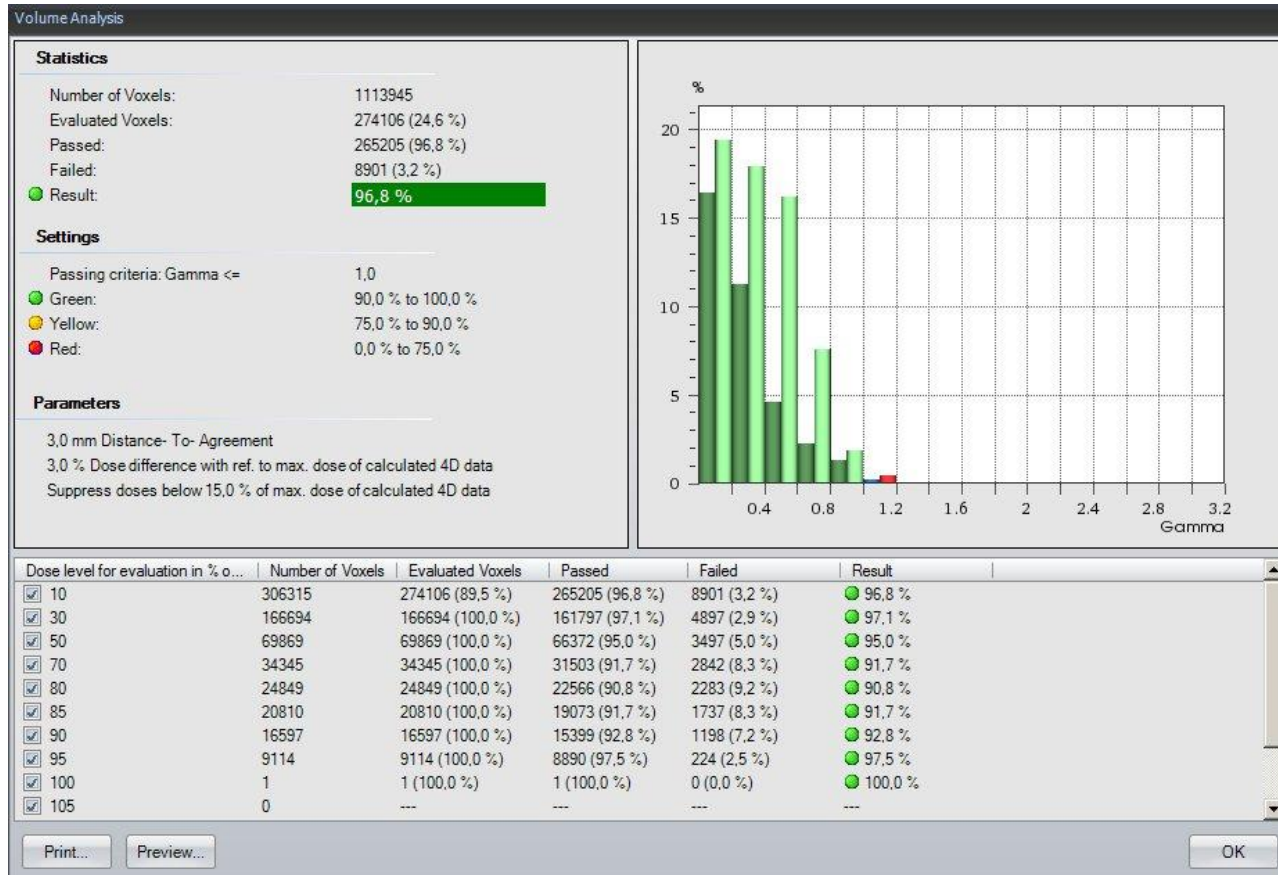 Volume Analysis
Statistics
Number of Voxels: 1113945
Evaluated Voxels: 274106 (24,6 %)
Passed: 265205 (96,8 %)
Failed: 8901 (3,2 %)
Result: 96,8 %
Settings
Passing criteria: Gamma <= 1,0
Green: 90,0 % to 100,0 %
Yellow: 75,0 % to 90,0 %
Red: 0,0 % to 75,0 %
Parameters
3,0 mm Distance- To- Agreement
3,0 % Dose difference with ref. to max. dose of calculated 4D data
Suppress doses below 15,0 % of max. dose of calculated 4D data
%
20
15
10
5
0
0.4 0.8 1.2 1.6 2 2.4 2.8 3.2
Gamma
Dose level for evaluation in % o... Number of Voxels Evaluated Voxels Passed Failed Result
10 306315 274106 (89,5 %) 265205 (96,8 %) 8901 (3,2 %) 96,8 %
30 166694 166694 (100,0 %) 161797 (97,1 %) 4897 (2,9 %) 97,1 %
50 69869 69869 (100,0 %) 66372 (95,0 %) 3497 (5,0 %) 95,0 %
70 34345 34345 (100,0 %) 31503 (91,7 %) 2842 (8,3 %) 91,7 %
80 24849 24849 (100,0 %) 22566 (90,8 %) 2283 (9,2 %) 90,8 %
85 20810 20810 (100,0 %) 19073 (91,7 %) 1737 (8,3 %) 91,7 %
90 16597 16597 (100,0 %) 15399 (92,8 %) 1198 (7,2 %) 92,8 %
95 9114 9114 (100,0 %) 8890 (97,5 %) 224 (2,5 %) 97,5 %
100 1 1 (100,0 %) 1 (100,0 %) 0 (0,0 %) 100,0 %
105 0 --- --- --- ---
Print... Preview... OK